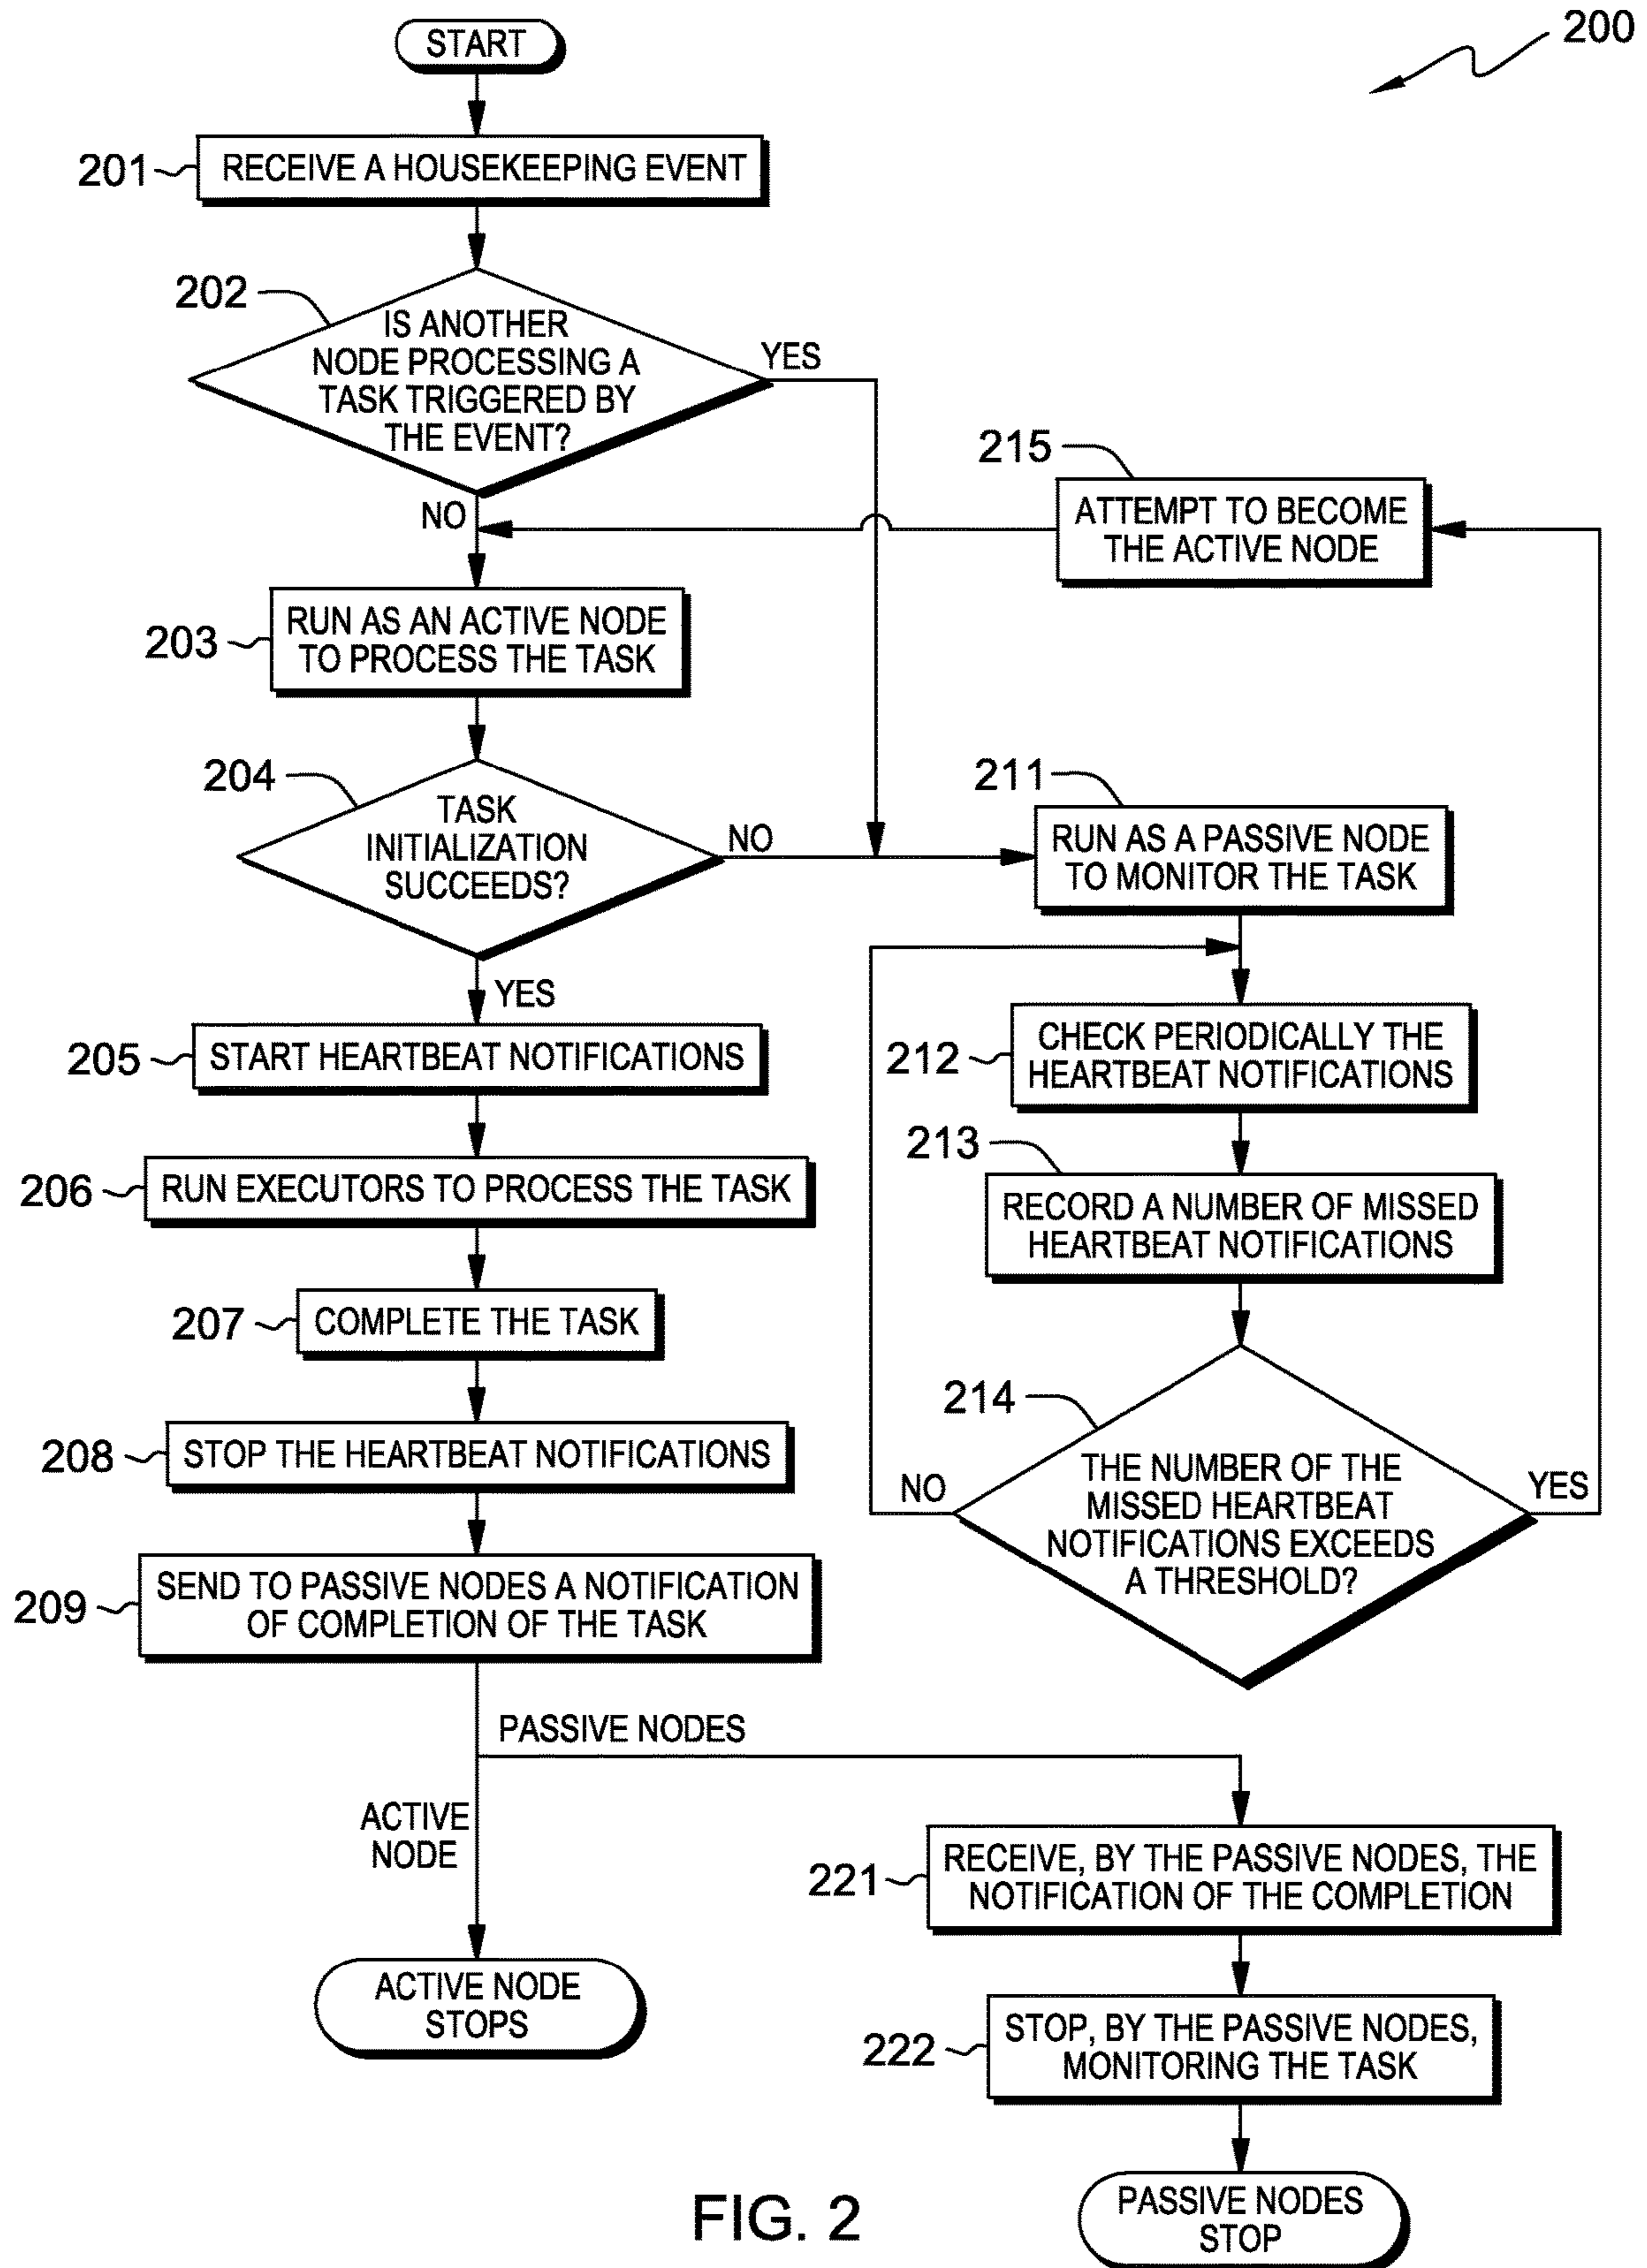 200
START
201
RECEIVE A HOUSEKEEPING EVENT
202
IS ANOTHER
NODE PROCESSING A
TASK TRIGGERED BY
THE EVENT?
YES
NO
215
ATTEMPT TO BECOME
THE ACTIVE NODE
203
RUN AS AN ACTIVE NODE
TO PROCESS THE TASK
204
TASK
INITIALIZATION
SUCCEEDS?
NO
YES
211
RUN AS A PASSIVE NODE
TO MONITOR THE TASK
205
START HEARTBEAT NOTIFICATIONS
212
CHECK PERIODICALLY THE
HEARTBEAT NOTIFICATIONS
206
RUN EXECUTORS TO PROCESS THE TASK
213
RECORD A NUMBER OF MISSED
HEARTBEAT NOTIFICATIONS
207
COMPLETE THE TASK
214
THE NUMBER OF THE
MISSED HEARTBEAT
NOTIFICATIONS EXCEEDS
A THRESHOLD?
NO
YES
208
STOP THE HEARTBEAT NOTIFICATIONS
209
SEND TO PASSIVE NODES A NOTIFICATION
OF COMPLETION OF THE TASK
PASSIVE NODES
ACTIVE
NODE
221
RECEIVE, BY THE PASSIVE NODES, THE
NOTIFICATION OF THE COMPLETION
ACTIVE NODE
STOPS
222
STOP, BY THE PASSIVE NODES,
MONITORING THE TASK
PASSIVE NODES
STOP
FIG. 2